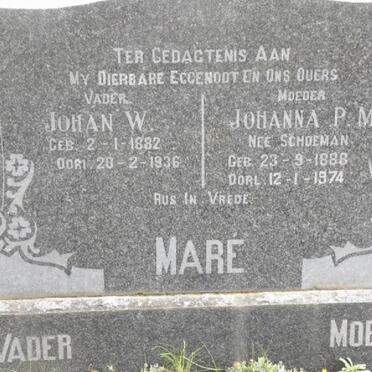 TER GEDAGTENIS AAN
MY DIERBARE EGGENOOT EN ONS OUERS
VADER MOEDER
JOHAN W. JOHANNA P. M
GEB. 2-1-1882 NEE SCHOEMAN
OORL. 20-2-1936 GEB. 23-9-1888
OORL. 12-1-1974
RUS IN VREDE.
MARÉ
VADER MOE